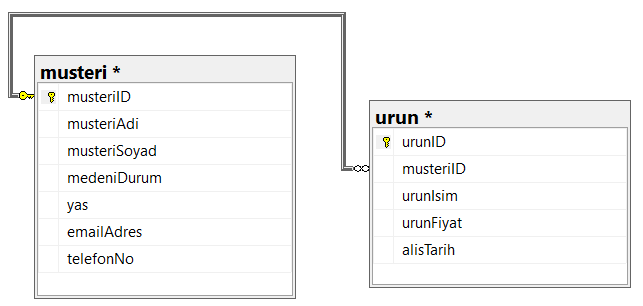 musteri *
musteriID
musteriAdi
musteriSoyad
medeniDurum
yas
emailAdres
telefonNo
urun *
urunID
musteriID
urunIsim
urunFiyat
alisTarih